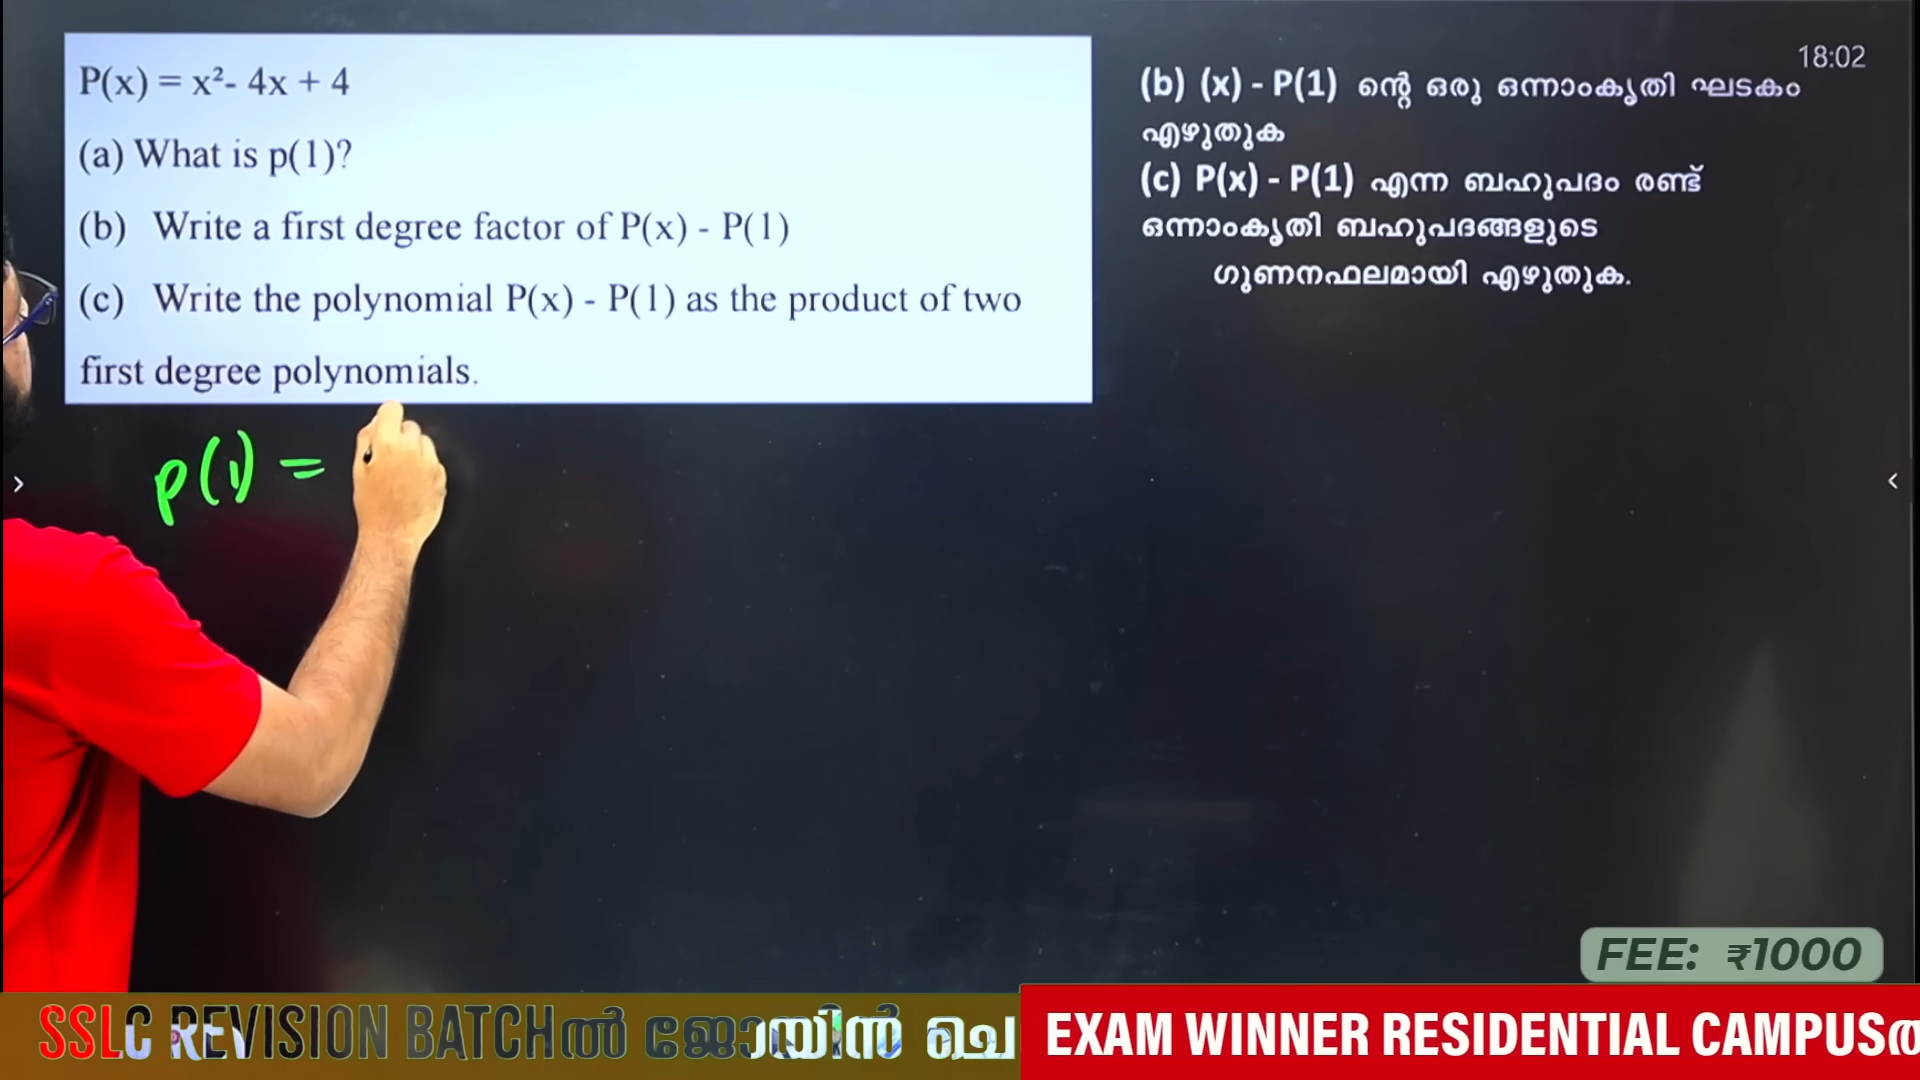 P(x) = x²- 4x + 4
(a) What is p(1)?
(b) Write a first degree factor of P(x) - P(1)
(c) Write the polynomial P(x) - P(1) as the product of two
first degree polynomials.
18:02
(b) (x) - P(1) ന്റെ ഒരു ഒന്നാംകൃതി ഘടകം
എഴുതുക
(c) P(x) - P(1) എന്ന ബഹുപദം രണ്ട്
ഒന്നാംകൃതി ബഹുപദങ്ങളുടെ
ഗുണനഫലമായി എഴുതുക.
p(1) =
FEE: ₹1000
SSLC REVISION BATCHൽ ജോയിൻ ചെ
EXAM WINNER RESIDENTIAL CAMPUSത